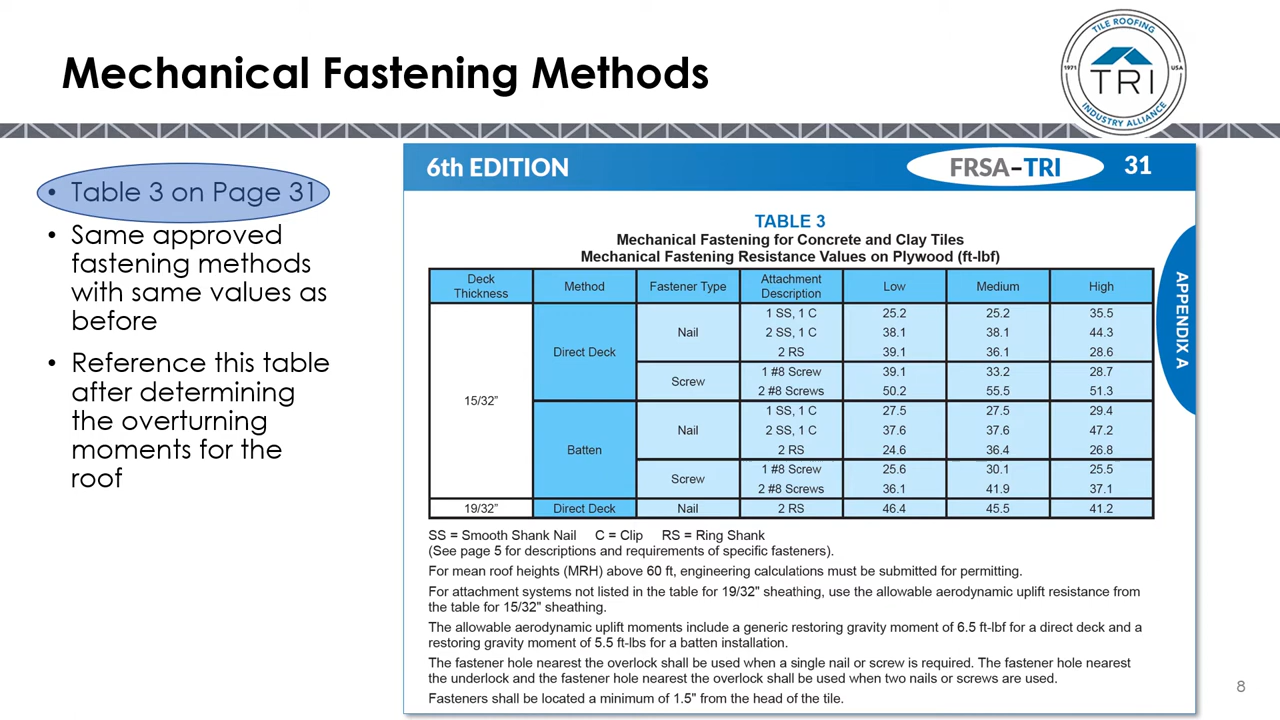 Mechanical Fastening Methods
TILE ROOFING
1971 TRI USA
INDUSTRY ALLIANCE
• Table 3 on Page 31
• Same approved
fastening methods
with same values as
before
• Reference this table
after determining
the overturning
moments for the
roof
6th EDITION FRSA–TRI 31
APPENDIX A
TABLE 3
Mechanical Fastening for Concrete and Clay Tiles
Mechanical Fastening Resistance Values on Plywood (ft-lbf)
Deck Thickness Method Fastener Type Attachment Description Low Medium High
15/32” Direct Deck Nail 1 SS, 1 C 25.2 25.2 35.5
2 SS, 1 C 38.1 38.1 44.3
2 RS 39.1 36.1 28.6
Screw 1 #8 Screw 39.1 33.2 28.7
2 #8 Screws 50.2 55.5 51.3
Batten Nail 1 SS, 1 C 27.5 27.5 29.4
2 SS, 1 C 37.6 37.6 47.2
2 RS 24.6 36.4 26.8
Screw 1 #8 Screw 25.6 30.1 25.5
2 #8 Screws 36.1 41.9 37.1
19/32” Direct Deck Nail 2 RS 46.4 45.5 41.2
SS = Smooth Shank Nail C = Clip RS = Ring Shank
(See page 5 for descriptions and requirements of specific fasteners).
For mean roof heights (MRH) above 60 ft, engineering calculations must be submitted for permitting.
For attachment systems not listed in the table for 19/32" sheathing, use the allowable aerodynamic uplift resistance from
the table for 15/32" sheathing.
The allowable aerodynamic uplift moments include a generic restoring gravity moment of 6.5 ft-lbf for a direct deck and a
restoring gravity moment of 5.5 ft-lbs for a batten installation.
The fastener hole nearest the overlock shall be used when a single nail or screw is required. The fastener hole nearest
the underlock and the fastener hole nearest the overlock shall be used when two nails or screws are used.
Fasteners shall be located a minimum of 1.5" from the head of the tile.
8